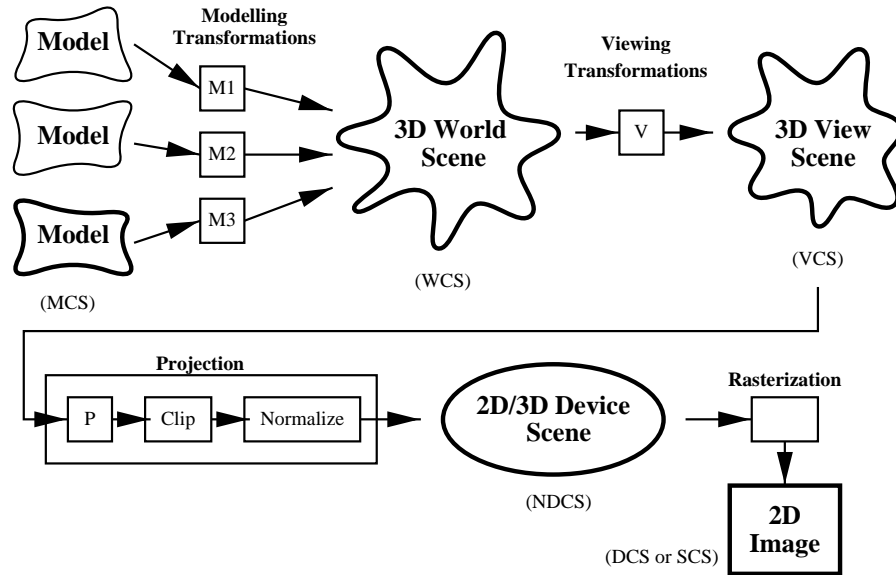 Model
Modelling
Transformations
M1
Model
M2
Model
M3
(MCS)
3D World
Scene
(WCS)
Viewing
Transformations
V
3D View
Scene
(VCS)
Projection
P
Clip
Normalize
2D/3D Device
Scene
(NDCS)
Rasterization
2D
Image
(DCS or SCS)